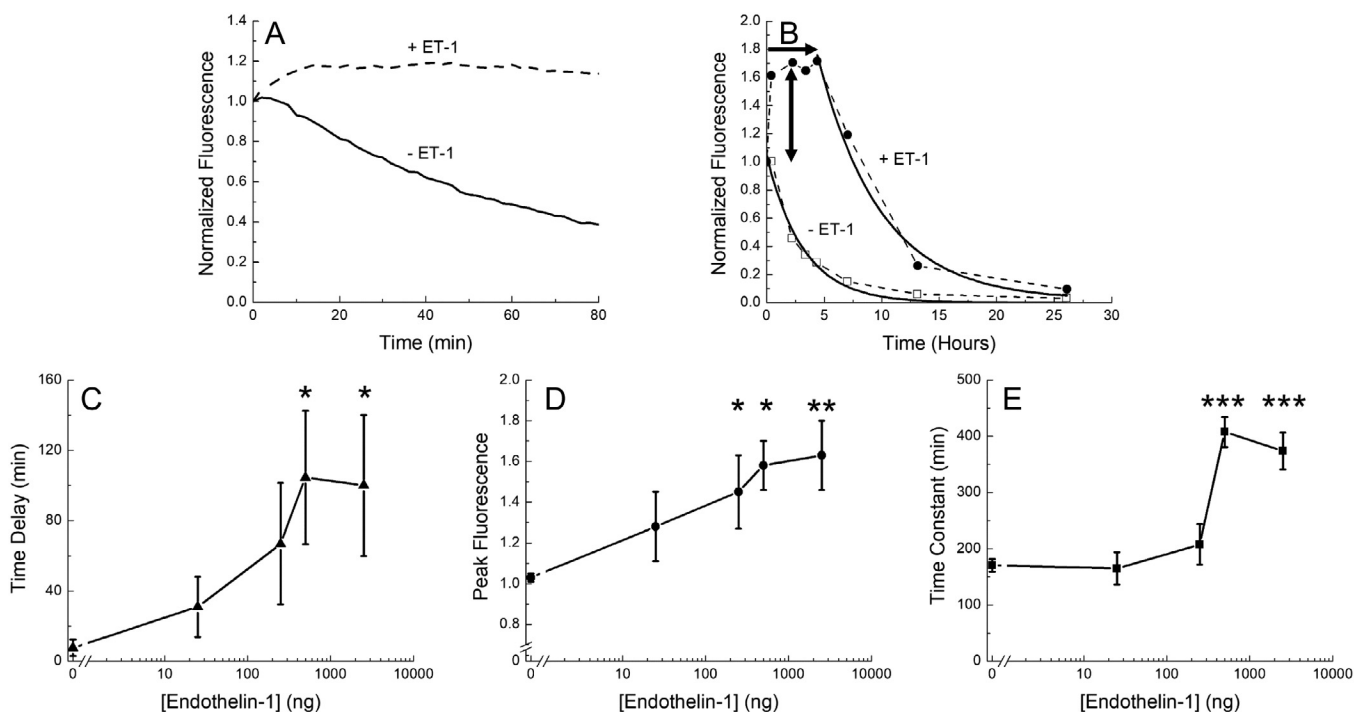 A
Normalized Fluorescence
1.4
1.2
1.0
0.8
0.6
0.4
0.2
0.0
+ ET-1
- ET-1
0 20 40 60 80
Time (min)
B
Normalized Fluorescence
2.0
1.8
1.6
1.4
1.2
1.0
0.8
0.6
0.4
0.2
0.0
+ ET-1
- ET-1
0 5 10 15 20 25 30
Time (Hours)
C
Time Delay (min)
160
120
80
40
0
* *
0 10 100 1000 10000
[Endothelin-1] (ng)
D
Peak Fluorescence
2.0
1.8
1.6
1.4
1.2
1.0
0.8
0
* * **
0 10 100 1000 10000
[Endothelin-1] (ng)
E
Time Constant (min)
500
400
300
200
100
0
*** ***
0 10 100 1000 10000
[Endothelin-1] (ng)